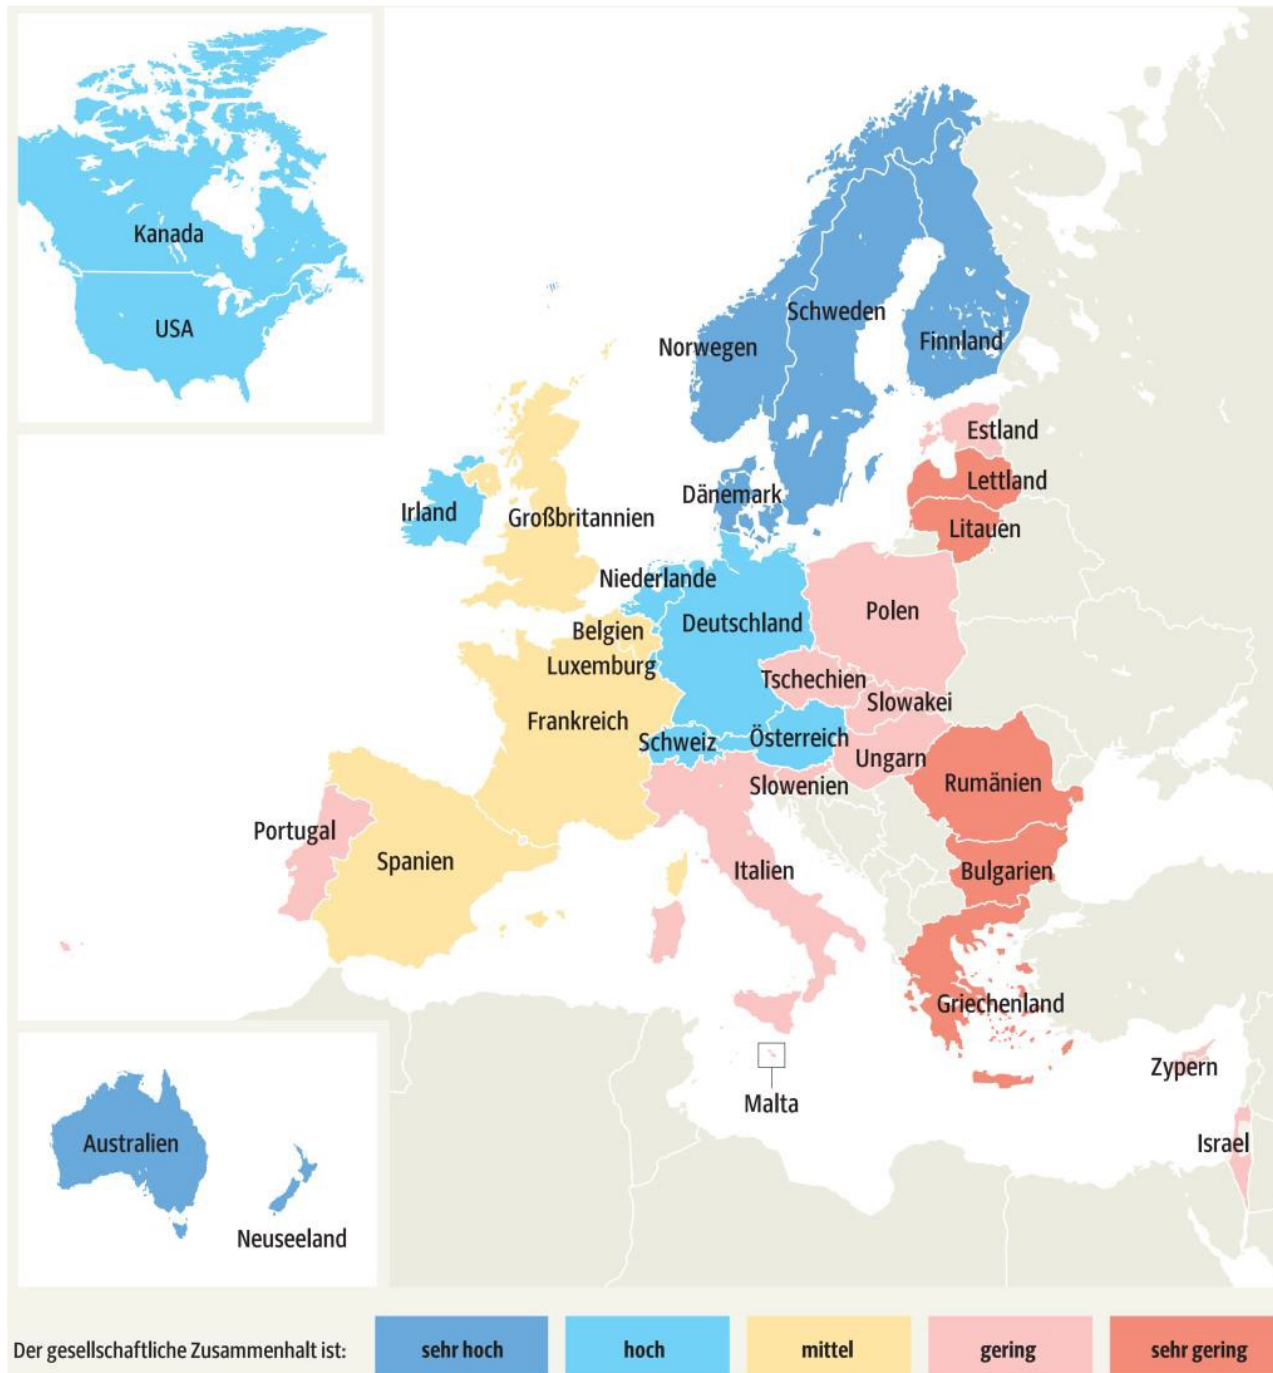 Kanada
USA
Schweden
Norwegen
Finnland
Estland
Lettland
Dänemark
Irland
Großbritannien
Litauen
Niederlande
Polen
Deutschland
Belgien
Luxemburg
Tschechien
Slowakei
Frankreich
Schweiz
Österreich
Ungarn
Slowenien
Rumänien
Portugal
Spanien
Italien
Bulgarien
Griechenland
Zypern
Malta
Australien
Israel
Neuseeland
Der gesellschaftliche Zusammenhalt ist: sehr hoch hoch mittel gering sehr gering